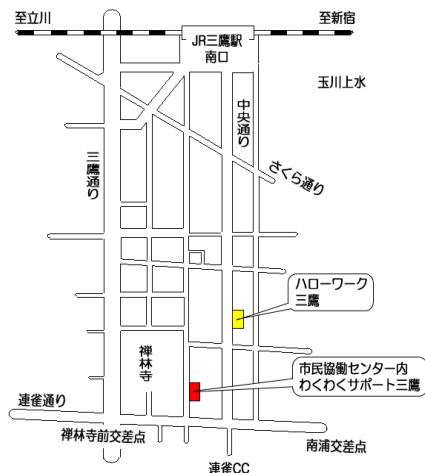 至立川
至新宿
JR三鷹駅
南口
玉川上水
中央通り
さくら通り
三鷹通り
ハローワーク
三鷹
禅林寺
市民協働センター内
わくわくサポート三鷹
連雀通り
禅林寺前交差点
南浦交差点
連雀CC